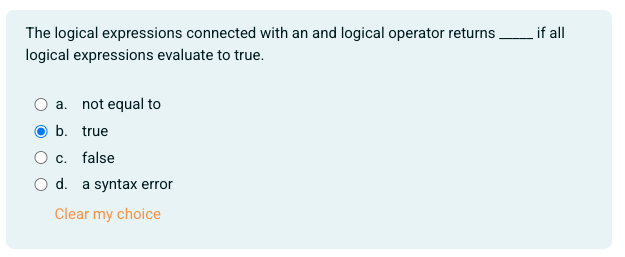 The logical expressions connected with an and logical operator returns _____ if all
logical expressions evaluate to true.
a. not equal to
b. true
c. false
d. a syntax error
Clear my choice